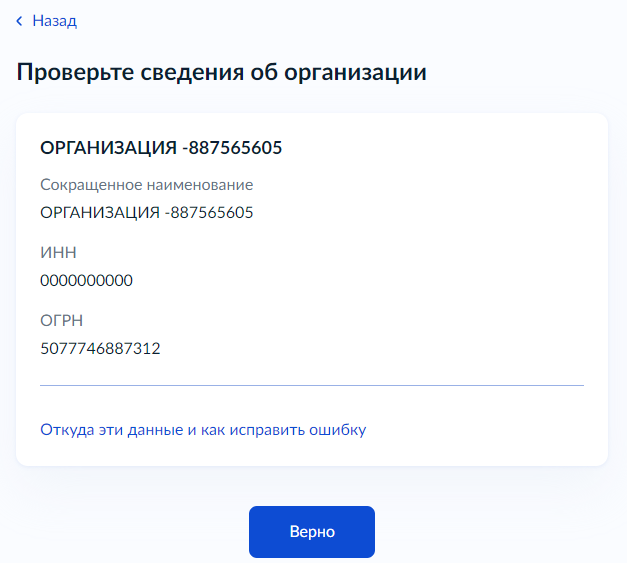 Назад
Проверьте сведения об организации
ОРГАНИЗАЦИЯ -887565605
Сокращенное наименование
ОРГАНИЗАЦИЯ -887565605
ИНН
0000000000
ОГРН
5077746887312
Откуда эти данные и как исправить ошибку
Верно